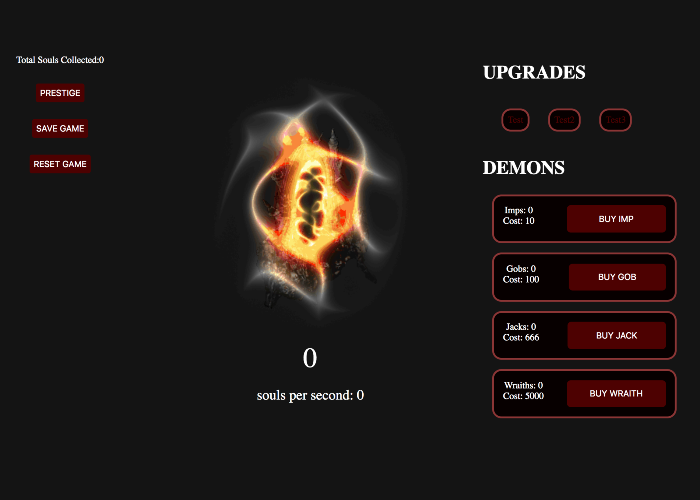 Total Souls Collected:0
PRESTIGE
SAVE GAME
RESET GAME
0
souls per second: 0
UPGRADES
Test
Test2
Test3
DEMONS
Imps: 0
Cost: 10
BUY IMP
Gobs: 0
Cost: 100
BUY GOB
Jacks: 0
Cost: 666
BUY JACK
Wraiths: 0
Cost: 5000
BUY WRAITH